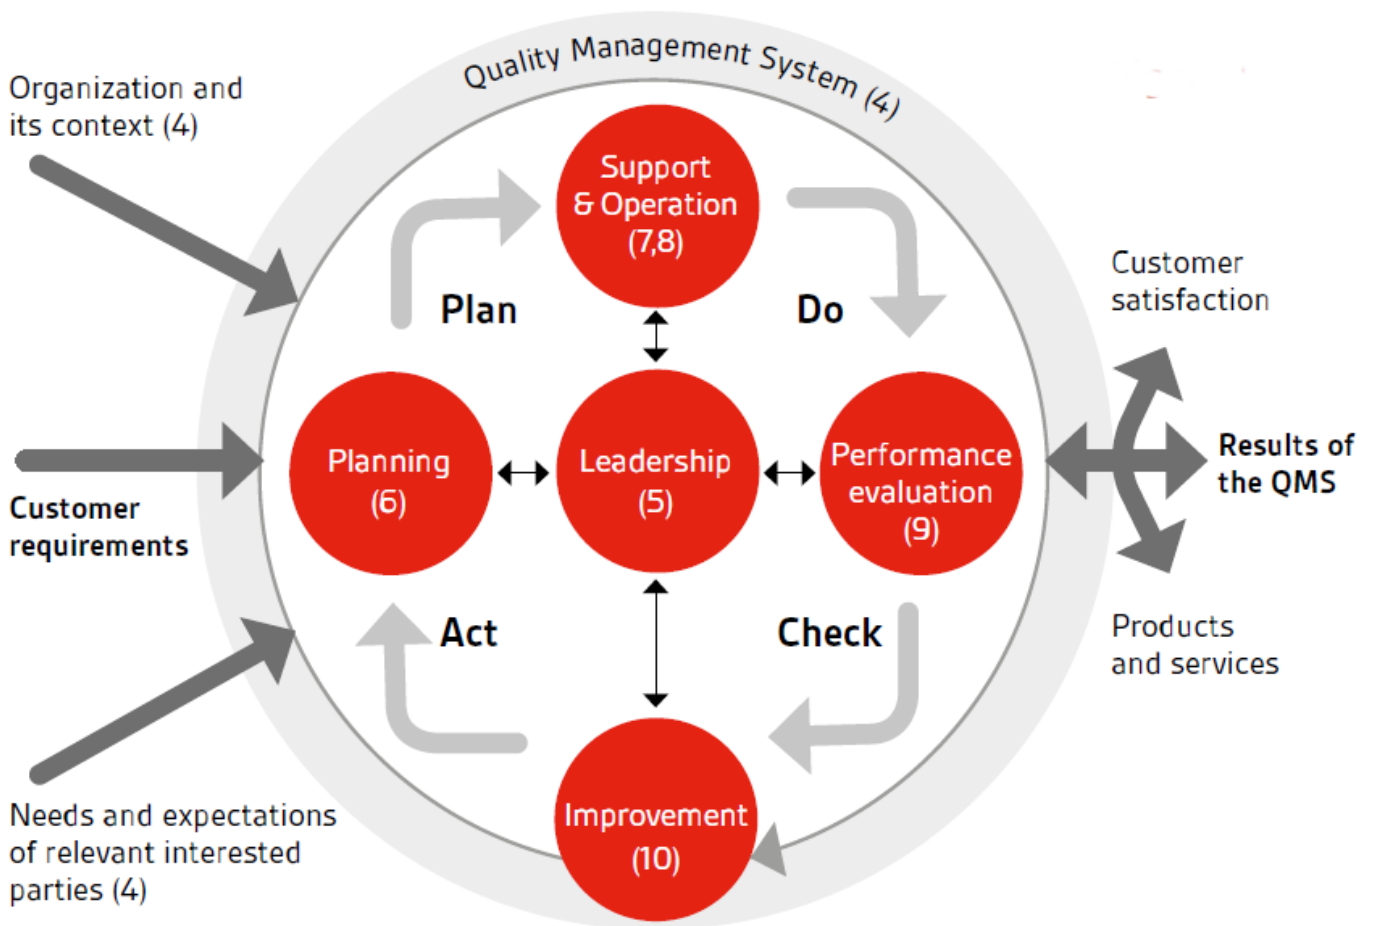 Quality Management System (4)
Organization and
its context (4)
Support
& Operation
(7,8)
Plan
Do
Customer
satisfaction
Planning
(6)
Leadership
(5)
Performance
evaluation
(9)
Results of
the QMS
Customer
requirements
Act
Check
Products
and services
Improvement
(10)
Needs and expectations
of relevant interested
parties (4)